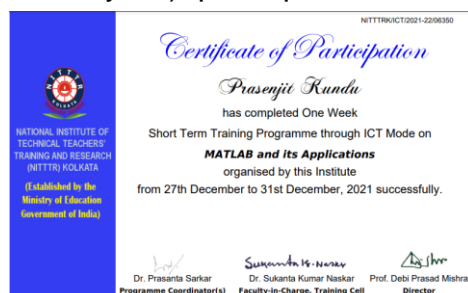 NITTTRK/ICT/2021-22/06350
Certificate of Participation
Prasenjit Kundu
has completed One Week
Short Term Training Programme through ICT Mode on
MATLAB and its Applications
organised by this Institute
from 27th December to 31st December, 2021 successfully.
NITTTR
KOLKATA
NATIONAL INSTITUTE OF
TECHNICAL TEACHERS'
TRAINING AND RESEARCH
(NITTTR) KOLKATA
(Established by the
Ministry of Education
Government of India)
Dr. Prasanta Sarkar
Programme Coordinator(s)
Sukanta K. Naskar
Dr. Sukanta Kumar Naskar
Faculty-in-Charge, Training Cell
Prof. Debi Prasad Mishra
Director